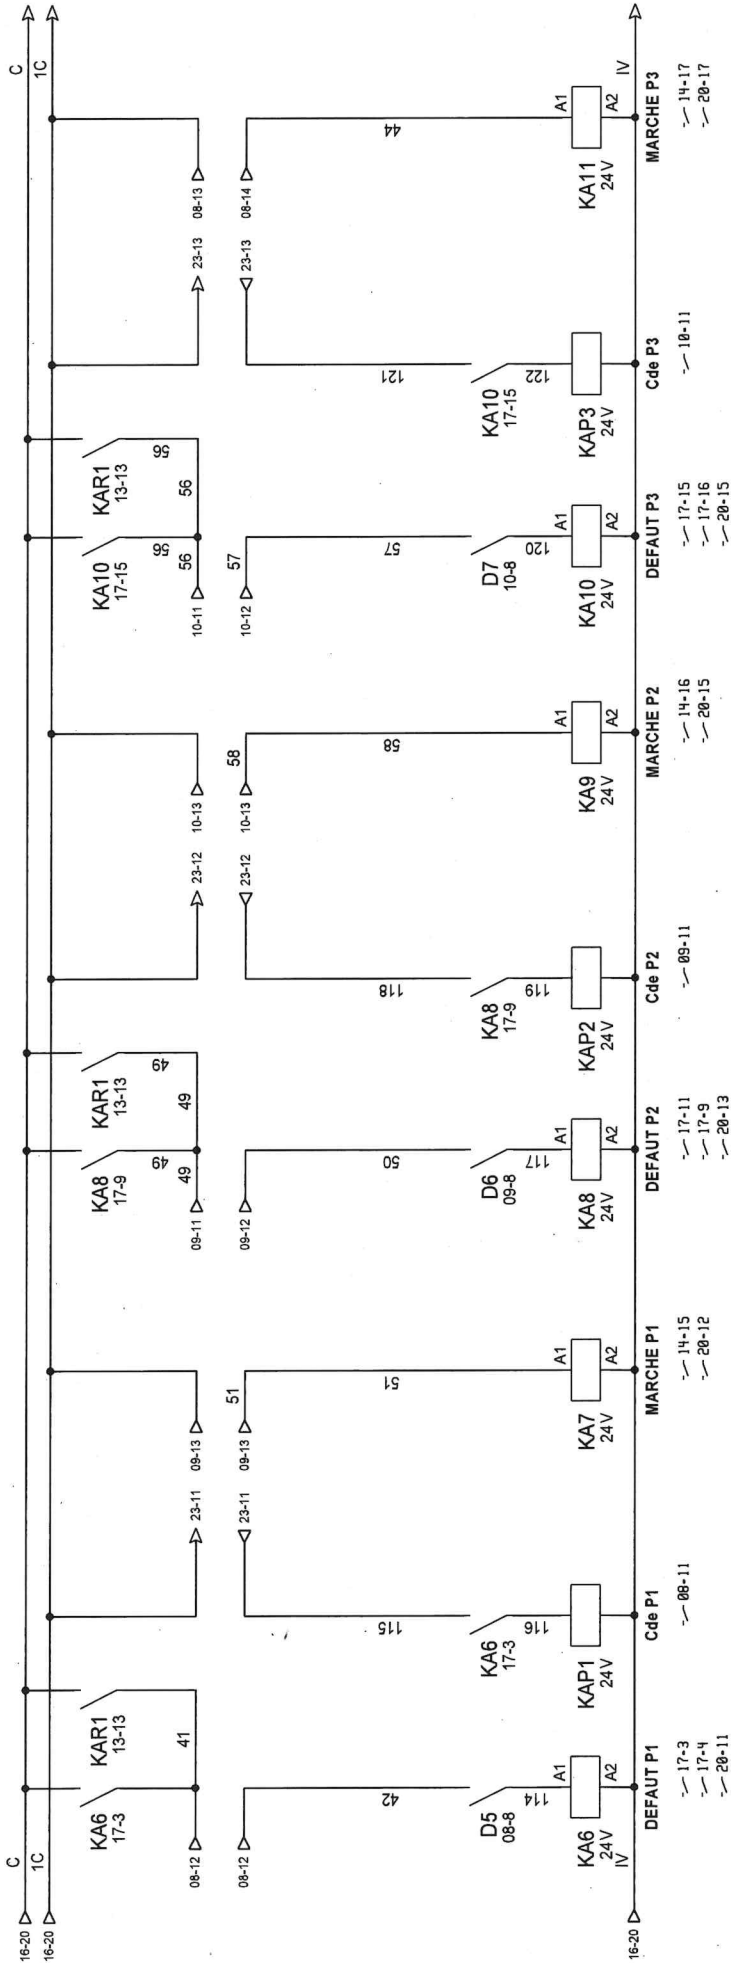 16-20
C
C
16-20
1C
1C
KA6
17-3
KAR1
13-13
KA8
17-9
49
KAR1
13-13
49
KA10
17-15
56
KAR1
13-13
56
08-12
41
23-11
09-13
09-11
49
49
23-12
10-13
10-11
56
56
23-13
08-13
08-12
23-11
09-13
51
09-12
23-12
10-13
58
10-12
57
23-13
08-14
42
115
51
50
118
58
57
121
44
D5
08-8
114
KA6
17-3
116
D6
09-8
117
KA8
17-9
119
D7
10-8
120
KA10
17-15
122
KA6
24V
A1
A2
KAP1
24V
KA7
24V
A1
A2
KA8
24V
A1
A2
KAP2
24V
KA9
24V
A1
A2
KA10
24V
A1
A2
KAP3
24V
KA11
24V
A1
A2
16-20
IV
IV
DEFAUT P1
Cde P1
MARCHE P1
DEFAUT P2
Cde P2
MARCHE P2
DEFAUT P3
Cde P3
MARCHE P3
17-3
17-4
20-11
08-11
14-15
20-12
17-11
17-9
20-13
09-11
14-16
20-15
17-15
17-16
20-15
10-11
14-17
20-17